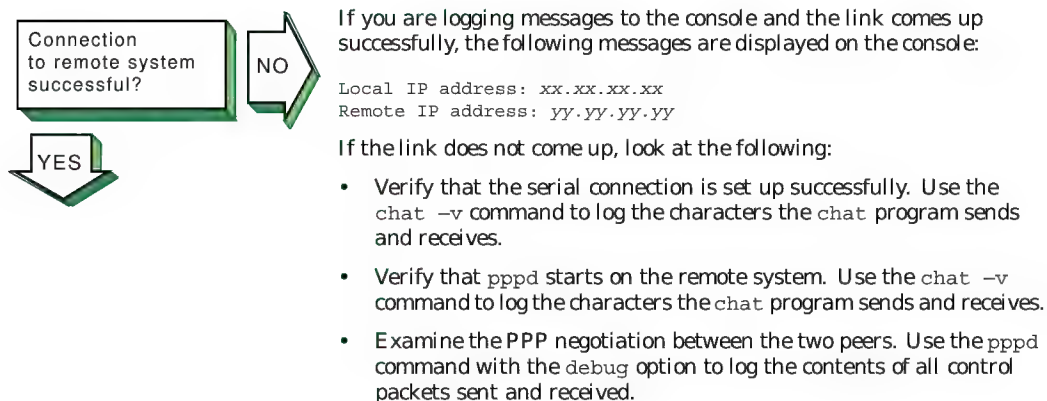 Connection
to remote system
successful?
NO
YES
If you are logging messages to the console and the link comes up
successfully, the following messages are displayed on the console:
Local IP address: xx.xx.xx.xx
Remote IP address: yy.yy.yy.yy
If the link does not come up, look at the following:
• Verify that the serial connection is set up successfully. Use the
chat –v command to log the characters the chat program sends
and receives.
• Verify that pppd starts on the remote system. Use the chat –v
command to log the characters the chat program sends and receives.
• Examine the PPP negotiation between the two peers. Use the pppd
command with the debug option to log the contents of all control
packets sent and received.